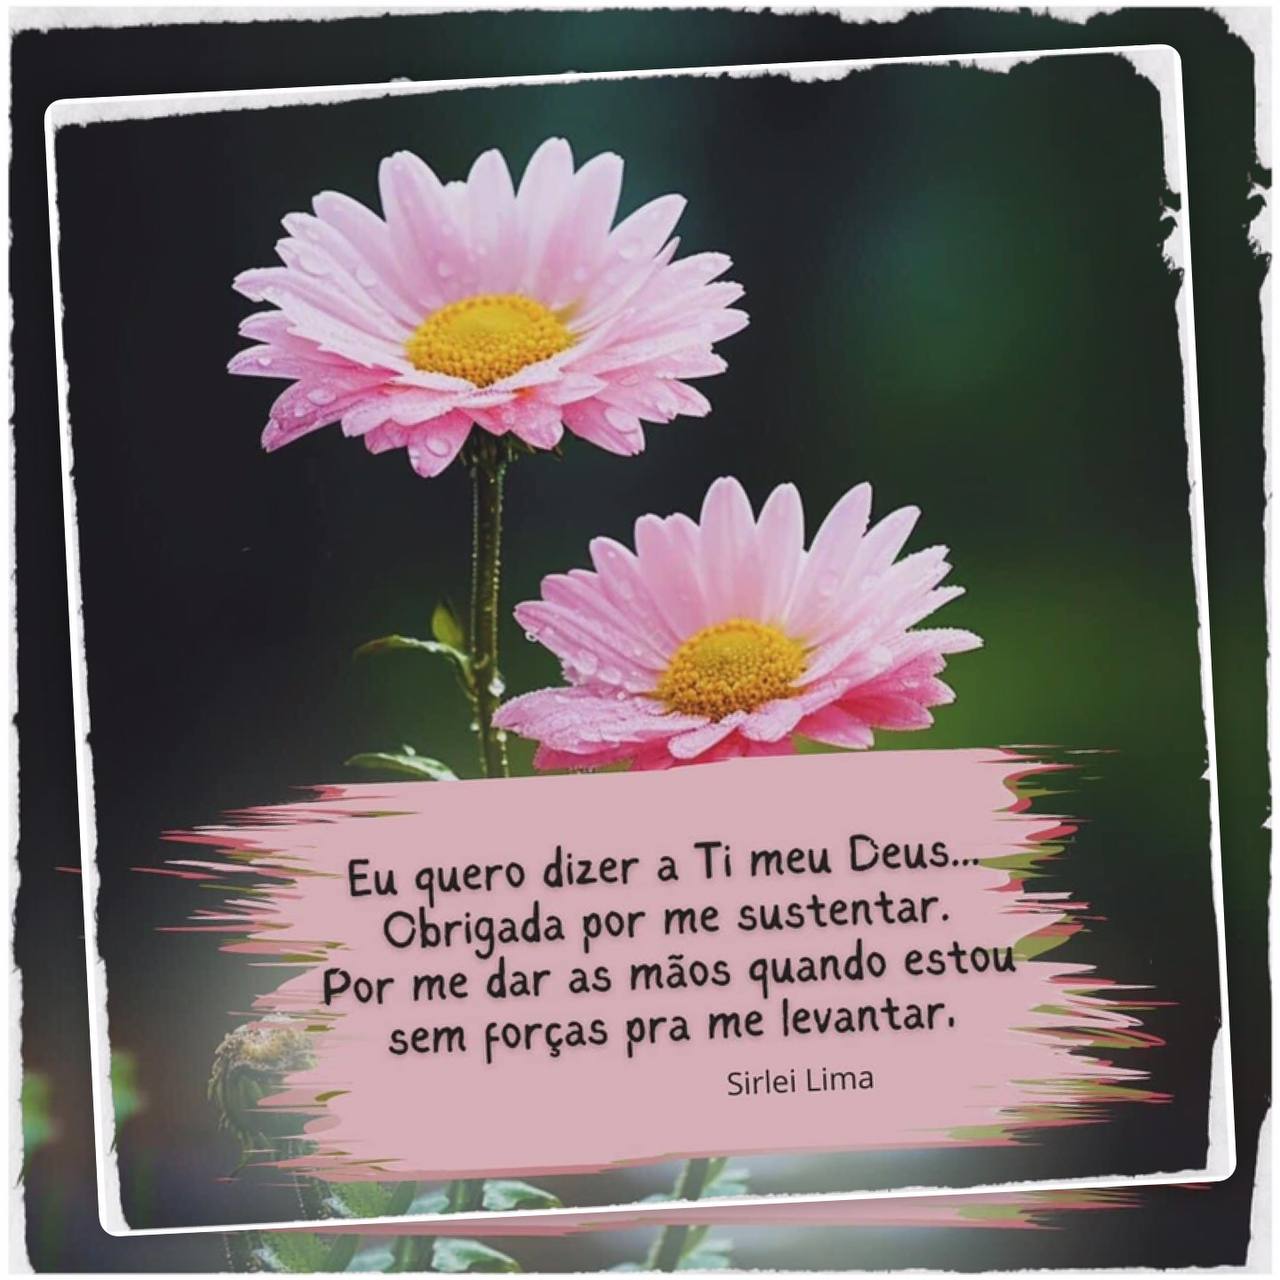 Eu quero dizer a Ti meu Deus...
Obrigada por me sustentar.
Por me dar as mãos quando estou
sem forças pra me levantar.
Sirlei Lima